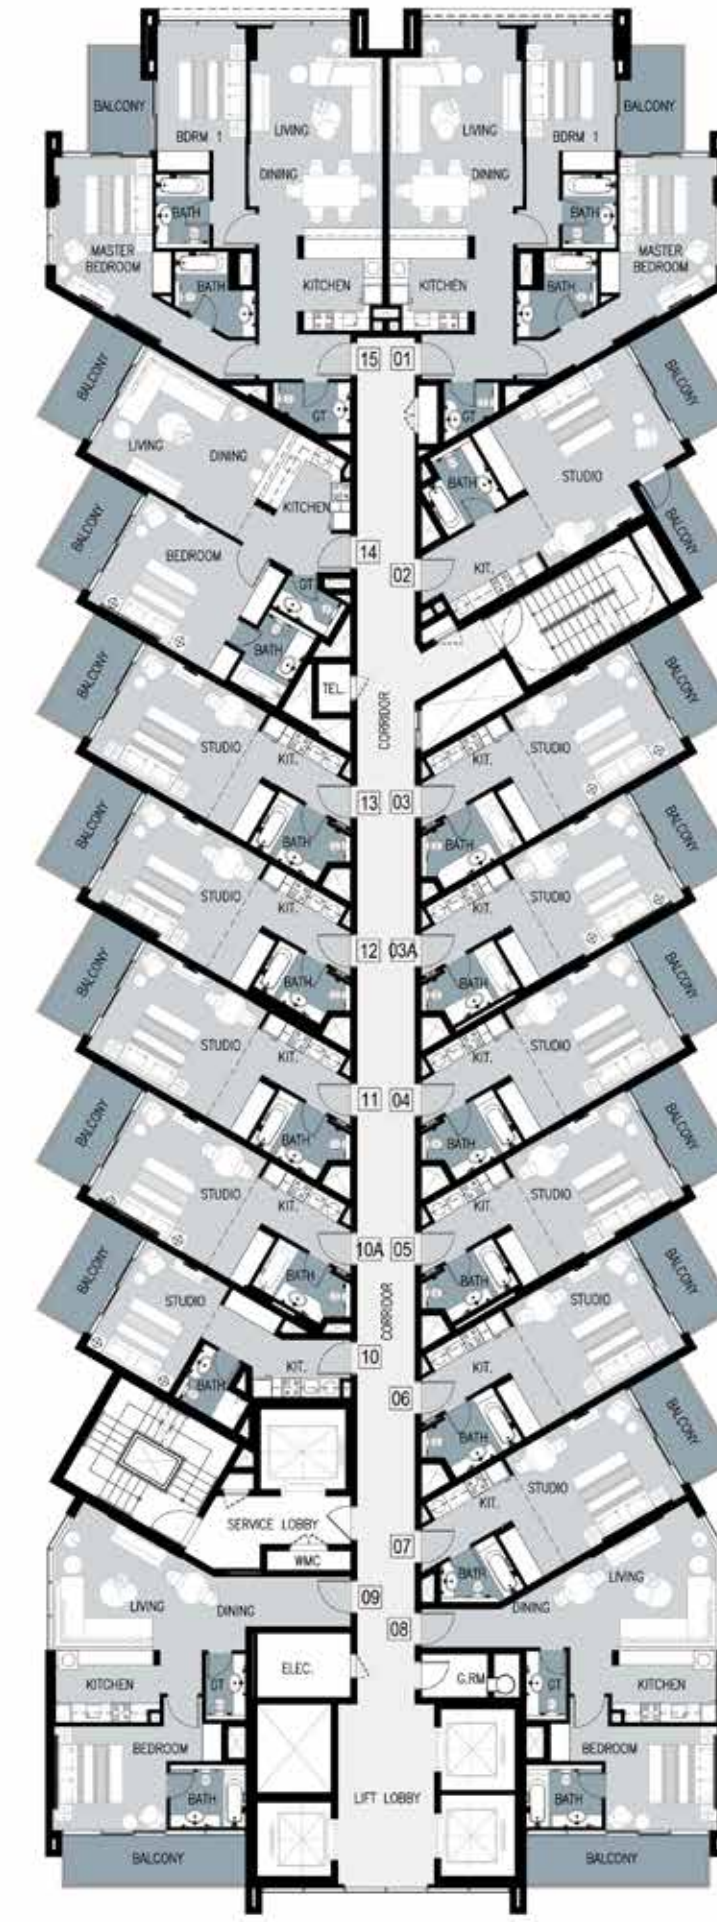 BALCONY
BDRM 1
LIVING
LIVING
BDRM 1
BALCONY
DINING
DINING
BATH
BATH
MASTER
BEDROOM
MASTER
BEDROOM
BATH
KITCHEN
KITCHEN
BATH
15
01
BALCONY
BALCONY
GT
GT
LIVING
DINING
BATH
STUDIO
KITCHEN
BALCONY
BALCONY
BEDROOM
14
02
KIT.
GT
BATH
TEL.
CORRIDOR
BALCONY
BALCONY
STUDIO
KIT.
KIT.
STUDIO
13
03
BATH
BATH
BALCONY
BALCONY
STUDIO
KIT.
KIT.
STUDIO
12
03A
BATH
BATH
BALCONY
BALCONY
STUDIO
KIT.
KIT.
STUDIO
11
04
BATH
BATH
BALCONY
BALCONY
STUDIO
KIT.
KIT.
STUDIO
10A
05
BATH
BATH
BALCONY
BALCONY
STUDIO
CORRIDOR
STUDIO
10
KIT.
KIT.
BATH
06
BALCONY
BATH
STUDIO
KIT.
SERVICE LOBBY
07
WMC
BATH
LIVING
DINING
09
LIVING
DINING
08
ELEC.
G.RM
KITCHEN
GT
GT
KITCHEN
BEDROOM
BEDROOM
BATH
LIFT LOBBY
BATH
BALCONY
BALCONY